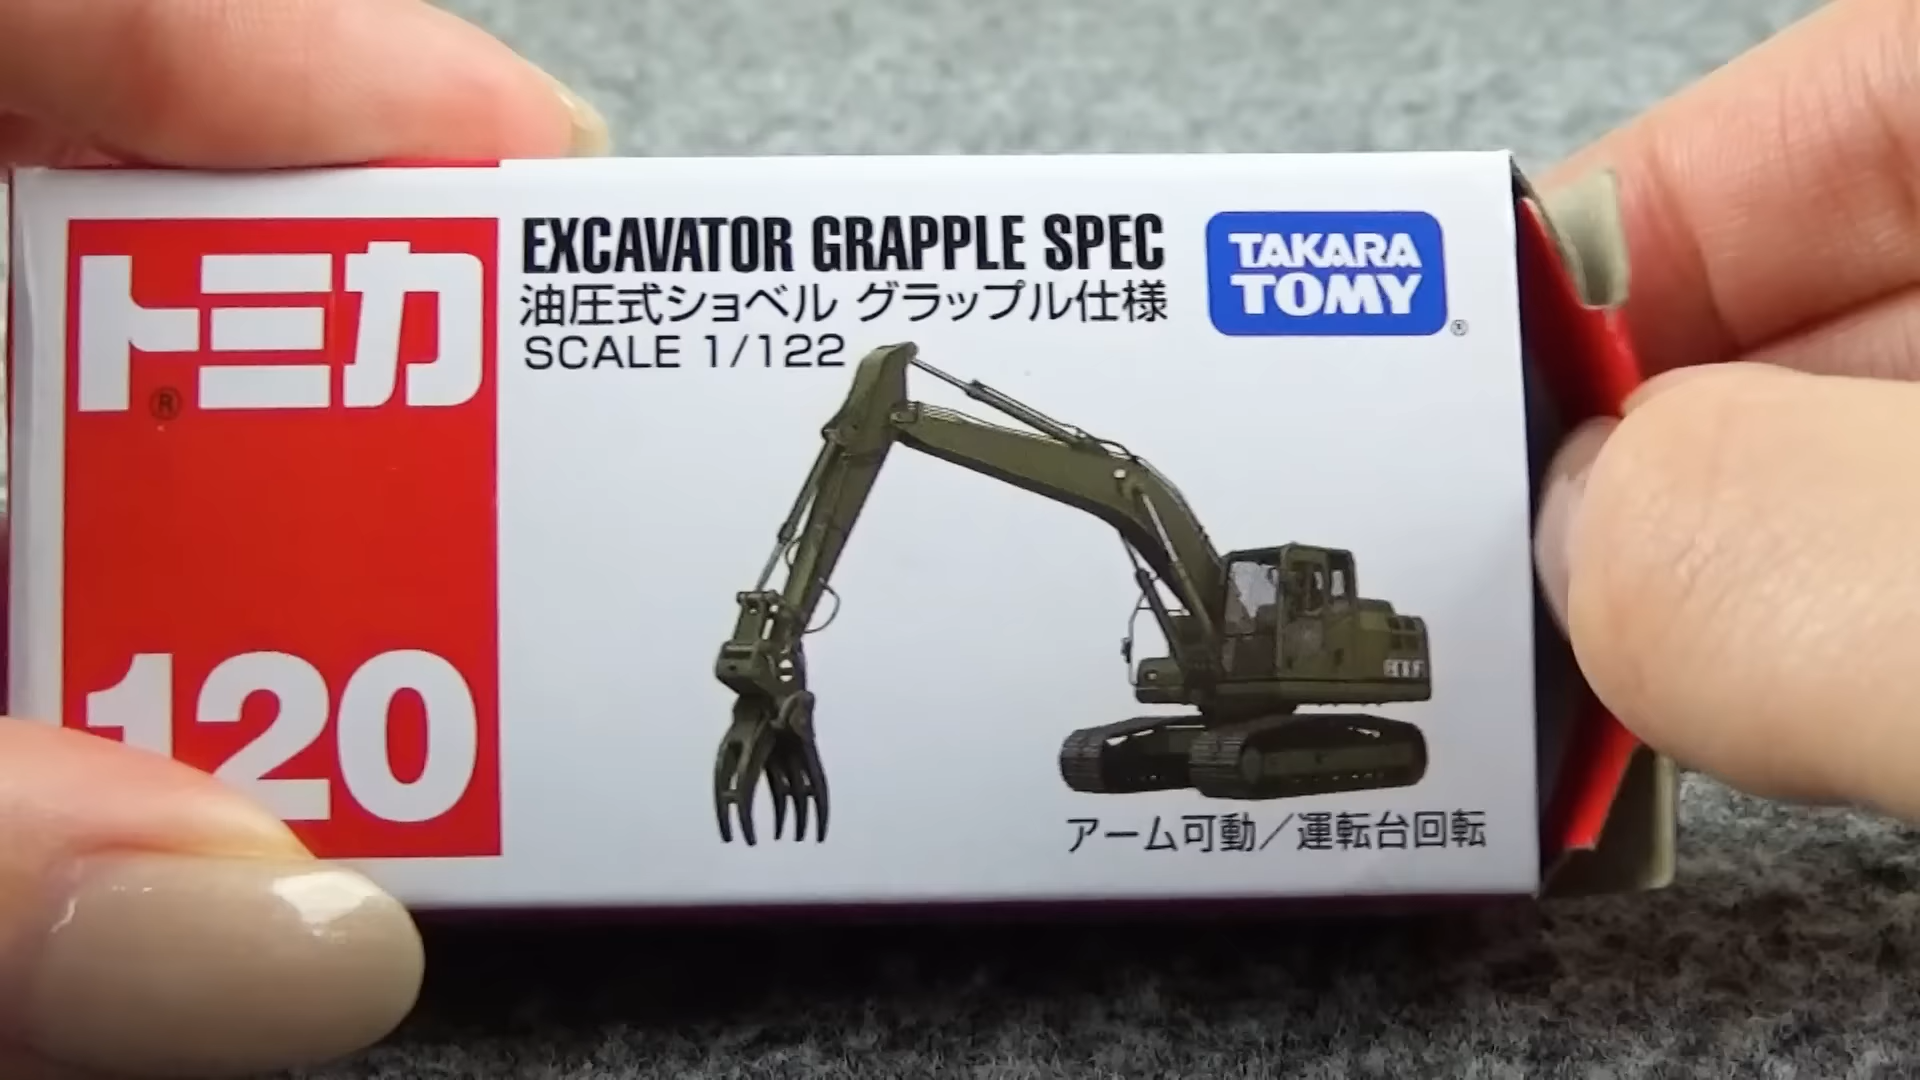 トミカ
®
120
EXCAVATOR GRAPPLE SPEC
油圧式ショベル グラップル仕様
SCALE 1/122
TAKARA
TOMY
®
アーム可動／運転台回転